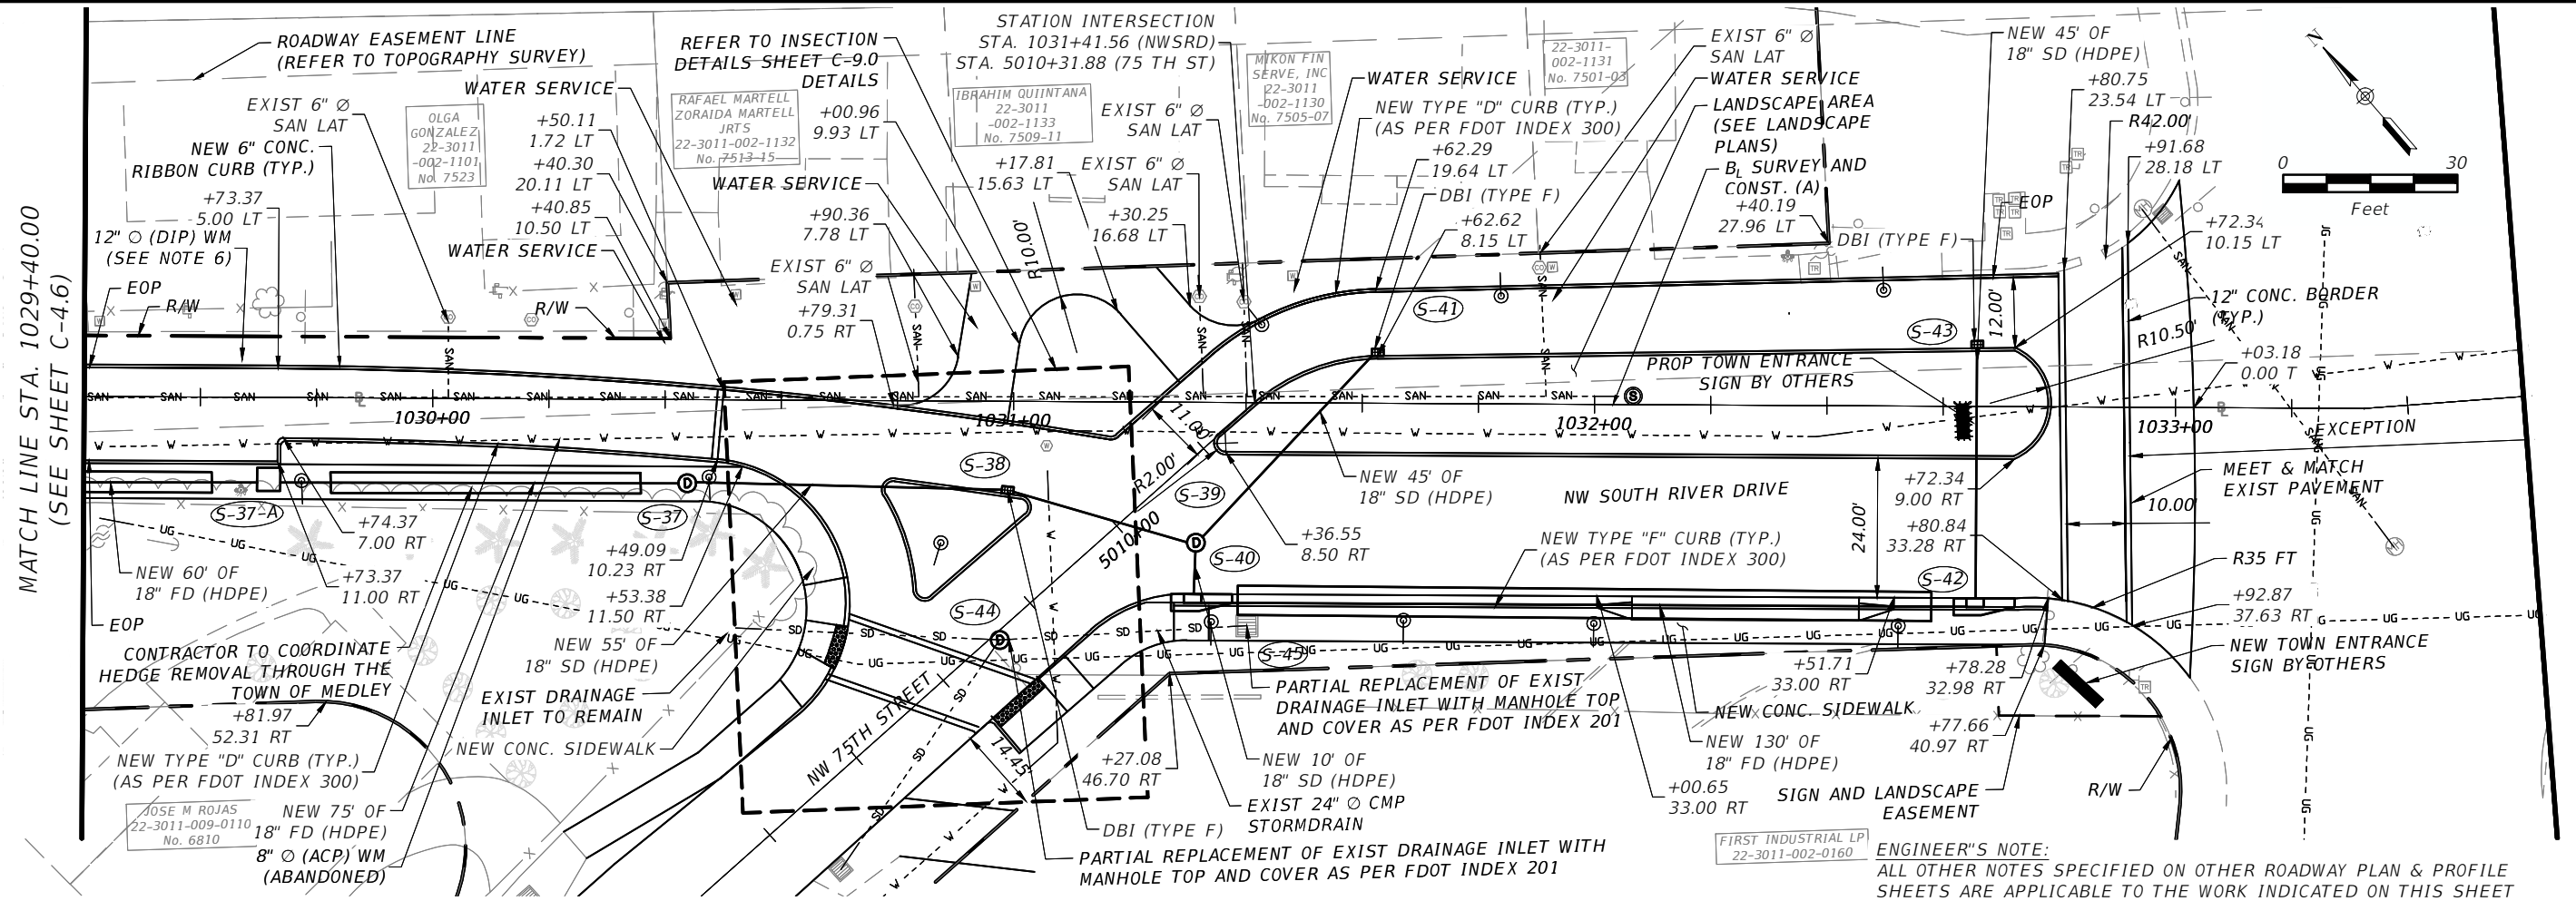 MATCH LINE STA. 1029+40.00
(SEE SHEET C-4.6)
ROADWAY EASEMENT LINE
(REFER TO TOPOGRAPHY SURVEY)
EXIST 6" ∅
SAN LAT
NEW 6" CONC.
RIBBON CURB (TYP.)
+73.37
5.00 LT
12" ∅ (DIP) WM
(SEE NOTE 6)
EOP
R/W
OLGA
GONZALEZ
22-3011
-002-1101
No. 7523
WATER SERVICE
+50.11
1.72 LT
+40.30
20.11 LT
+40.85
10.50 LT
WATER SERVICE
R/W
REFER TO INSECTION
DETAILS SHEET C-9.0
DETAILS
RAFAEL MARTELL
ZORAIDA MARTELL
JRTS
22-3011-002-1132
No. 7513-15
+00.96
9.93 LT
WATER SERVICE
+90.36
7.78 LT
EXIST 6" ∅
SAN LAT
+79.31
0.75 RT
STATION INTERSECTION
STA. 1031+41.56 (NWSRD)
STA. 5010+31.88 (75 TH ST)
IBRAHIM QUIINTANA
22-3011
-002-1133
No. 7509-11
EXIST 6" ∅
SAN LAT
+17.81
15.63 LT
EXIST 6" ∅
SAN LAT
R10.00'
+30.25
16.68 LT
MIKON FIN
SERVE, INC
22-3011
-002-1130
No. 7505-07
WATER SERVICE
NEW TYPE "D" CURB (TYP.)
(AS PER FDOT INDEX 300)
+62.29
19.64 LT
DBI (TYPE F)
+62.62
8.15 LT
22-3011-
002-1131
No. 7501-03
EXIST 6" ∅
SAN LAT
WATER SERVICE
LANDSCAPE AREA
(SEE LANDSCAPE
PLANS)
BL SURVEY AND
CONST. (A)
+40.19
27.96 LT
DBI (TYPE F)
NEW 45' OF
18" SD (HDPE)
+80.75
23.54 LT
R42.00'
+91.68
28.18 LT
EOP
+72.34
10.15 LT
N
0 30
Feet
S-41
S-43
12.00'
12" CONC. BORDER
(TYP.)
R10.50'
+03.18
0.00 T
PROP TOWN ENTRANCE
SIGN BY OTHERS
1030+00
1031+00
1032+00
1033+00
EXCEPTION
11.00'
R2.00'
S-38
S-39
S-37-A
S-37
S-40
S-44
S-45
S-42
5010+00
NEW 45' OF
18" SD (HDPE)
NW SOUTH RIVER DRIVE
+36.55
8.50 RT
NEW TYPE "F" CURB (TYP.)
(AS PER FDOT INDEX 300)
24.00'
+72.34
9.00 RT
+80.84
33.28 RT
MEET & MATCH
EXIST PAVEMENT
10.00'
R35 FT
+92.87
37.63 RT
NEW TOWN ENTRANCE
SIGN BY OTHERS
+74.37
7.00 RT
NEW 60' OF
18" FD (HDPE)
+73.37
11.00 RT
EOP
+49.09
10.23 RT
+53.38
11.50 RT
NEW 55' OF
18" SD (HDPE)
CONTRACTOR TO COORDINATE
HEDGE REMOVAL THROUGH THE
TOWN OF MEDLEY
EXIST DRAINAGE
INLET TO REMAIN
+81.97
52.31 RT
NEW CONC. SIDEWALK
NEW TYPE "D" CURB (TYP.)
(AS PER FDOT INDEX 300)
JOSE M ROJAS
22-3011-009-0110
No. 6810
NEW 75' OF
18" FD (HDPE)
8" ∅ (ACP) WM
(ABANDONED)
NW 75TH STREET
14.45'
+27.08
46.70 RT
PARTIAL REPLACEMENT OF EXIST
DRAINAGE INLET WITH MANHOLE TOP
AND COVER AS PER FDOT INDEX 201
NEW 10' OF
18" SD (HDPE)
EXIST 24" ∅ CMP
STORMDRAIN
DBI (TYPE F)
PARTIAL REPLACEMENT OF EXIST DRAINAGE INLET WITH
MANHOLE TOP AND COVER AS PER FDOT INDEX 201
+51.71
33.00 RT
NEW CONC. SIDEWALK
NEW 130' OF
18" FD (HDPE)
+00.65
33.00 RT
+78.28
32.98 RT
+77.66
40.97 RT
SIGN AND LANDSCAPE
EASEMENT
R/W
FIRST INDUSTRIAL LP
22-3011-002-0160
ENGINEER"S NOTE:
ALL OTHER NOTES SPECIFIED ON OTHER ROADWAY PLAN & PROFILE
SHEETS ARE APPLICABLE TO THE WORK INDICATED ON THIS SHEET